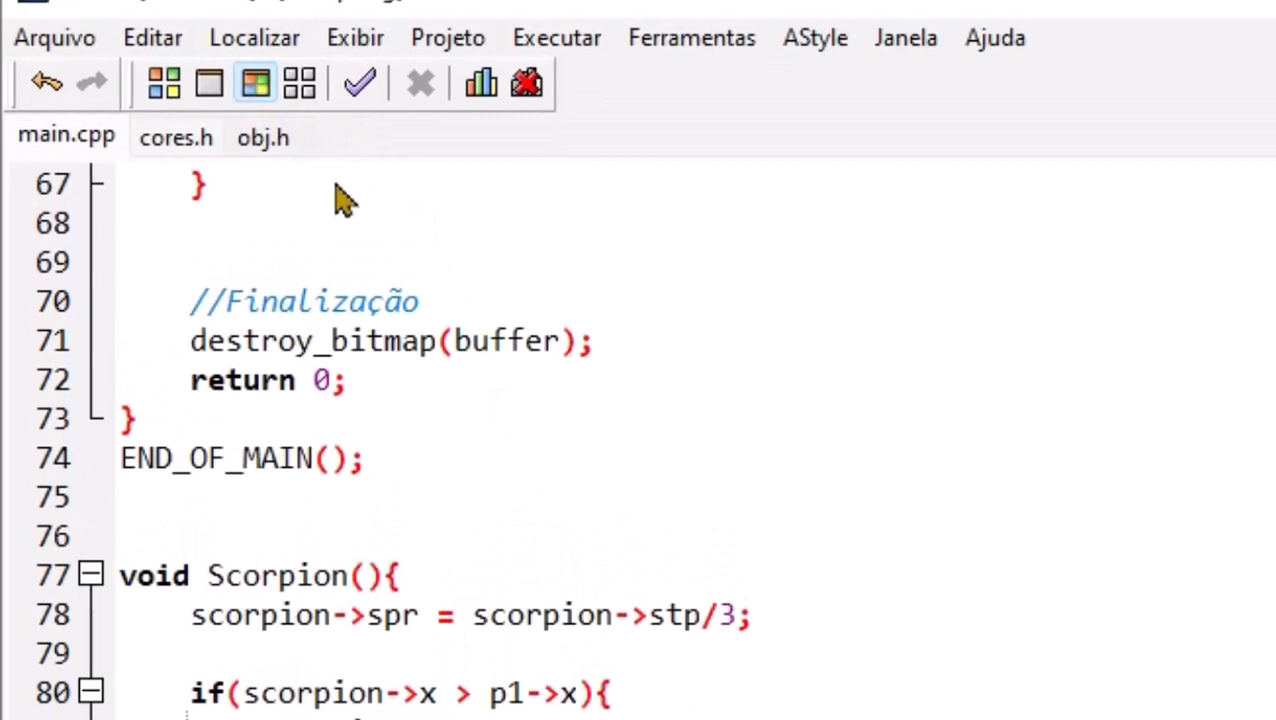 Arquivo Editar Localizar Exibir Projeto Executar Ferramentas AStyle Janela Ajuda
main.cpp cores.h obj.h
67 }
68
69
70 //Finalização
71 destroy_bitmap(buffer);
72 return 0;
73 }
74 END_OF_MAIN();
75
76
77 void Scorpion(){
78 scorpion->spr = scorpion->stp/3;
79
80 if(scorpion->x > p1->x){